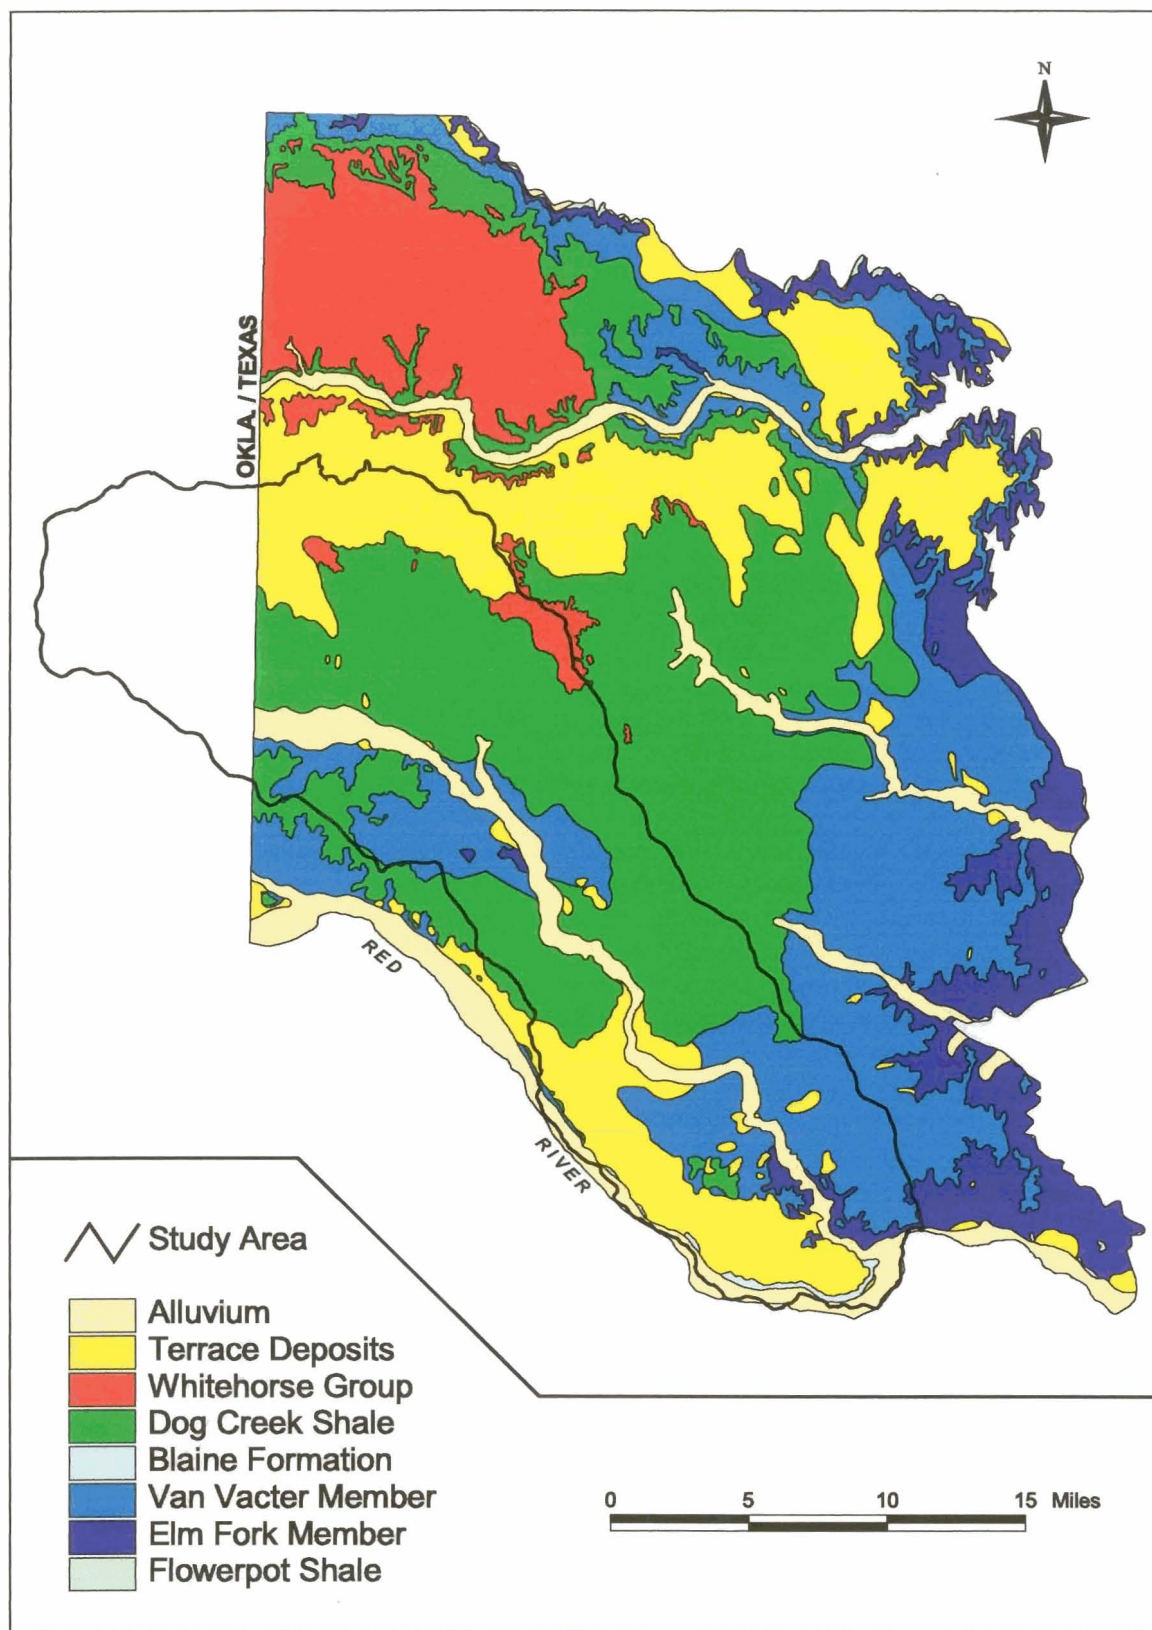 N
OKLA. / TEXAS
RED
RIVER
Study Area
Alluvium
Terrace Deposits
Whitehorse Group
Dog Creek Shale
Blaine Formation
Van Vacter Member
Elm Fork Member
Flowerpot Shale
0 5 10 15 Miles